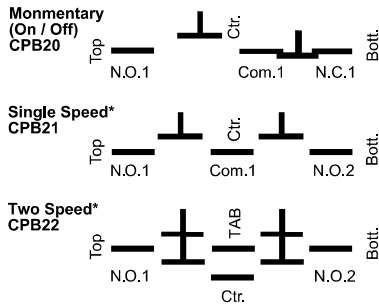 Monmentary
(On / Off)
CPB20
Top
Ctr.
Bott.
N.O.1
Com.1
N.C.1
Single Speed*
CPB21
Top
Ctr.
Bott.
N.O.1
Com.1
N.O.2
Two Speed*
CPB22
Top
TAB
Bott.
N.O.1
N.O.2
Ctr.